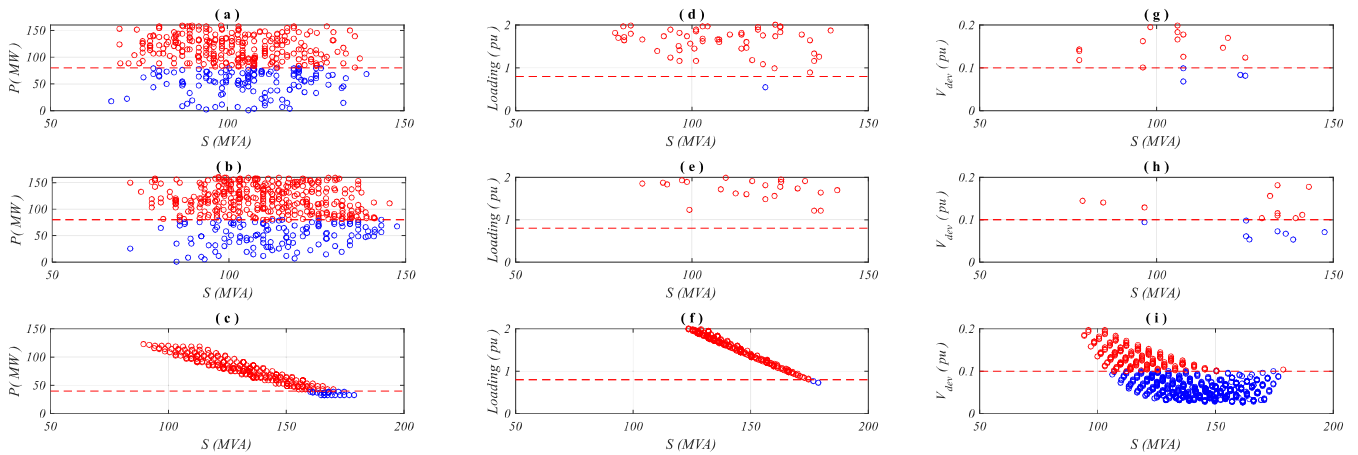 ( a )
P( MW )
150
100
50
0
50
100
150
S (MVA)
( d )
Loading ( pu )
2
1
0
50
100
150
S (MVA)
( g )
V_dev ( pu )
0.2
0.1
0
50
100
150
S (MVA)
( b )
P( MW )
150
100
50
0
50
100
150
S (MVA)
( e )
Loading ( pu )
2
1
0
50
100
150
S (MVA)
( h )
V_dev ( pu )
0.2
0.1
0
50
100
150
S (MVA)
( c )
P( MW )
150
100
50
0
50
100
150
200
S (MVA)
( f )
Loading ( pu )
2
1
0
50
100
150
200
S (MVA)
( i )
V_dev ( pu )
0.2
0.1
0
50
100
150
200
S (MVA)